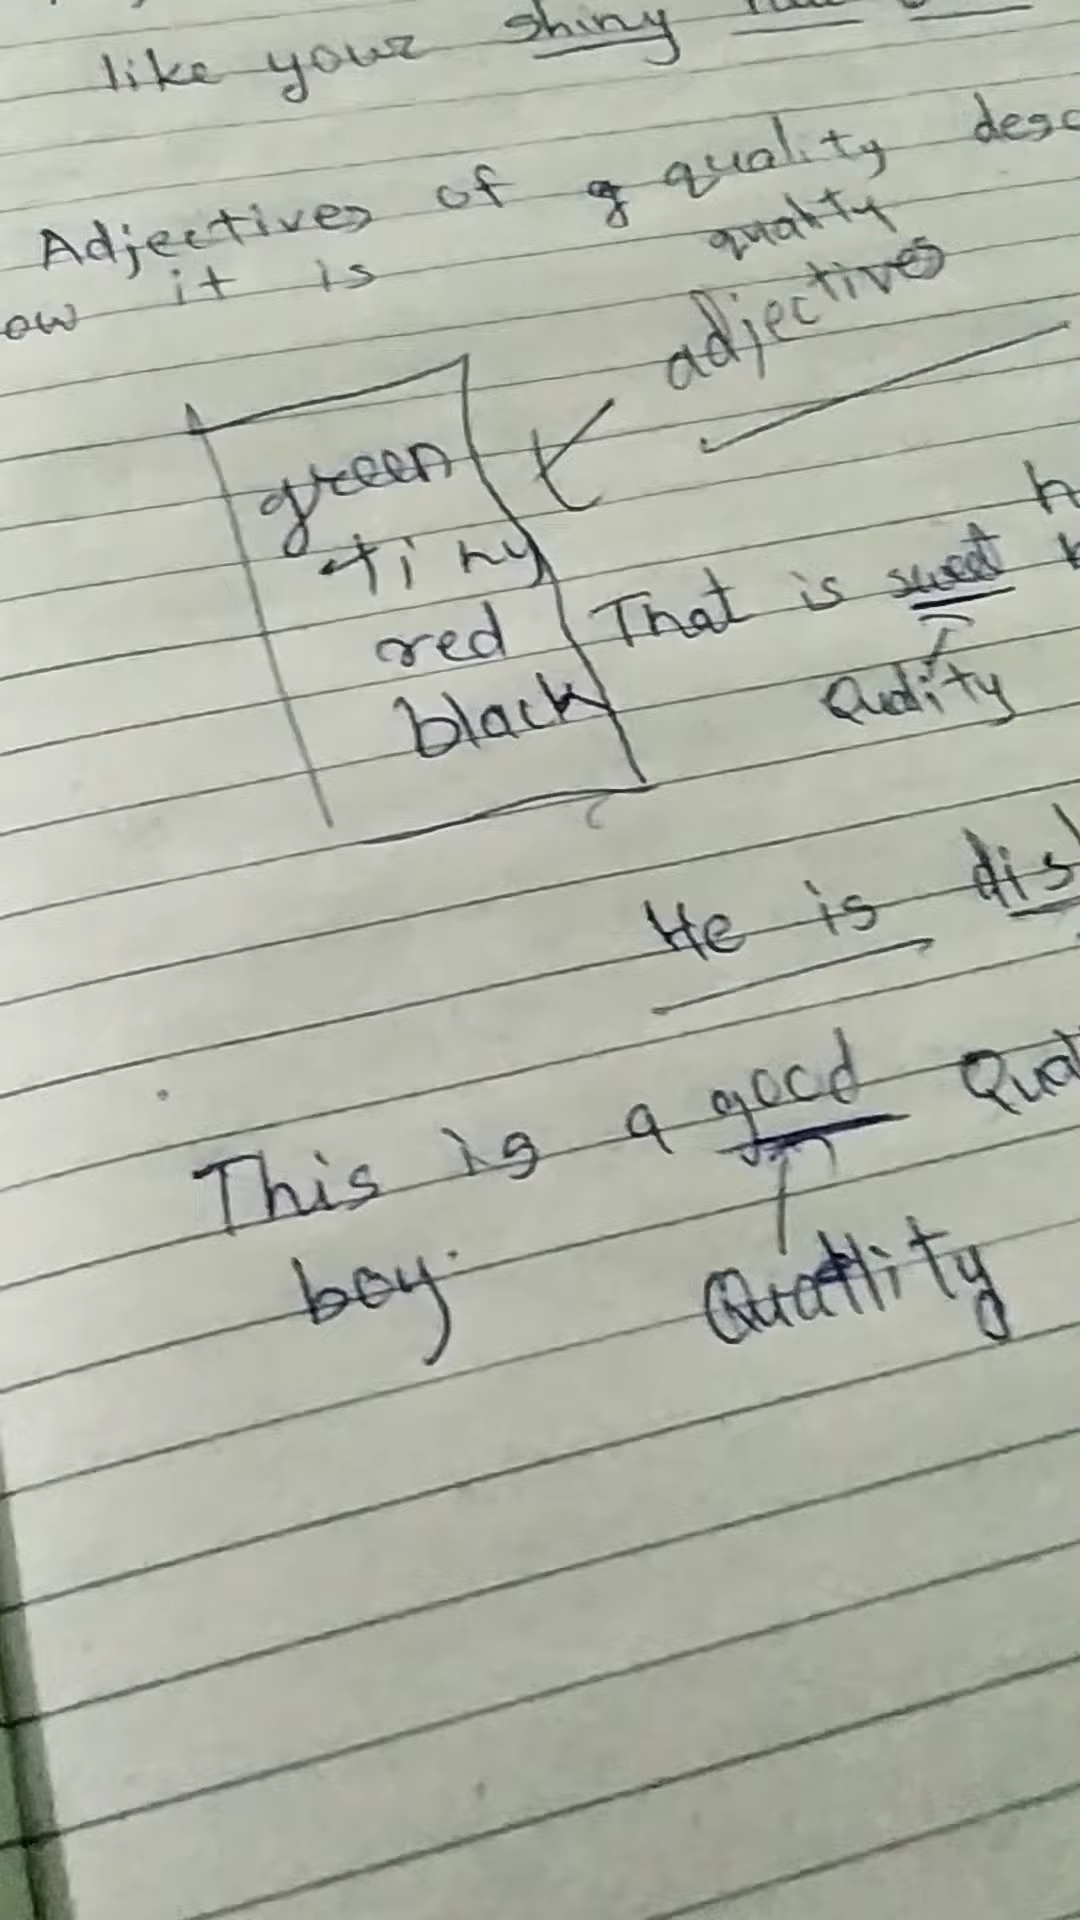 like your shiny
Adjectives of quality
it is
quality
adjectives
green
tiny
red
black
That is sweet
Quality
He is
This is a good
boy.
Quality